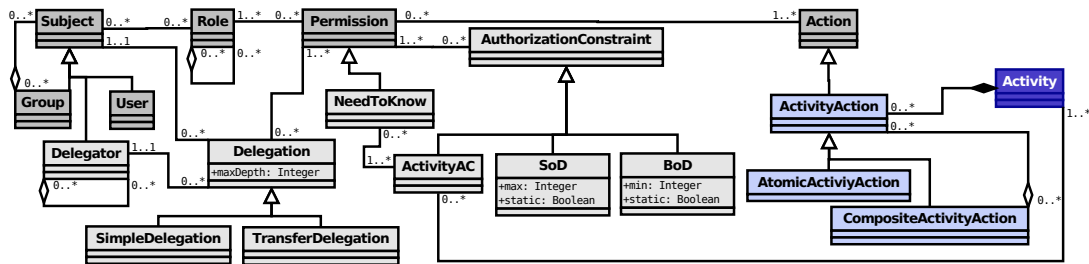 0..* Subject 0..* 0..* Role 1..* 0..* Permission 0..* 1..* Action
1..1 0..* 0..* 1..* 0..* AuthorizationConstraint
1..*
0..*
Group User NeedToKnow ActivityAction 0..* Activity
0..* 1..*
0..* 0..* 0..* 0..*
Delegator 1..1 Delegation 1..* ActivityAC SoD BoD
+maxDepth: Integer
0..* 0..* 0..* 0..* +max: Integer +min: Integer AtomicActiviyAction
+static: Boolean +static: Boolean 0..*
CompositeActivityAction
SimpleDelegation TransferDelegation